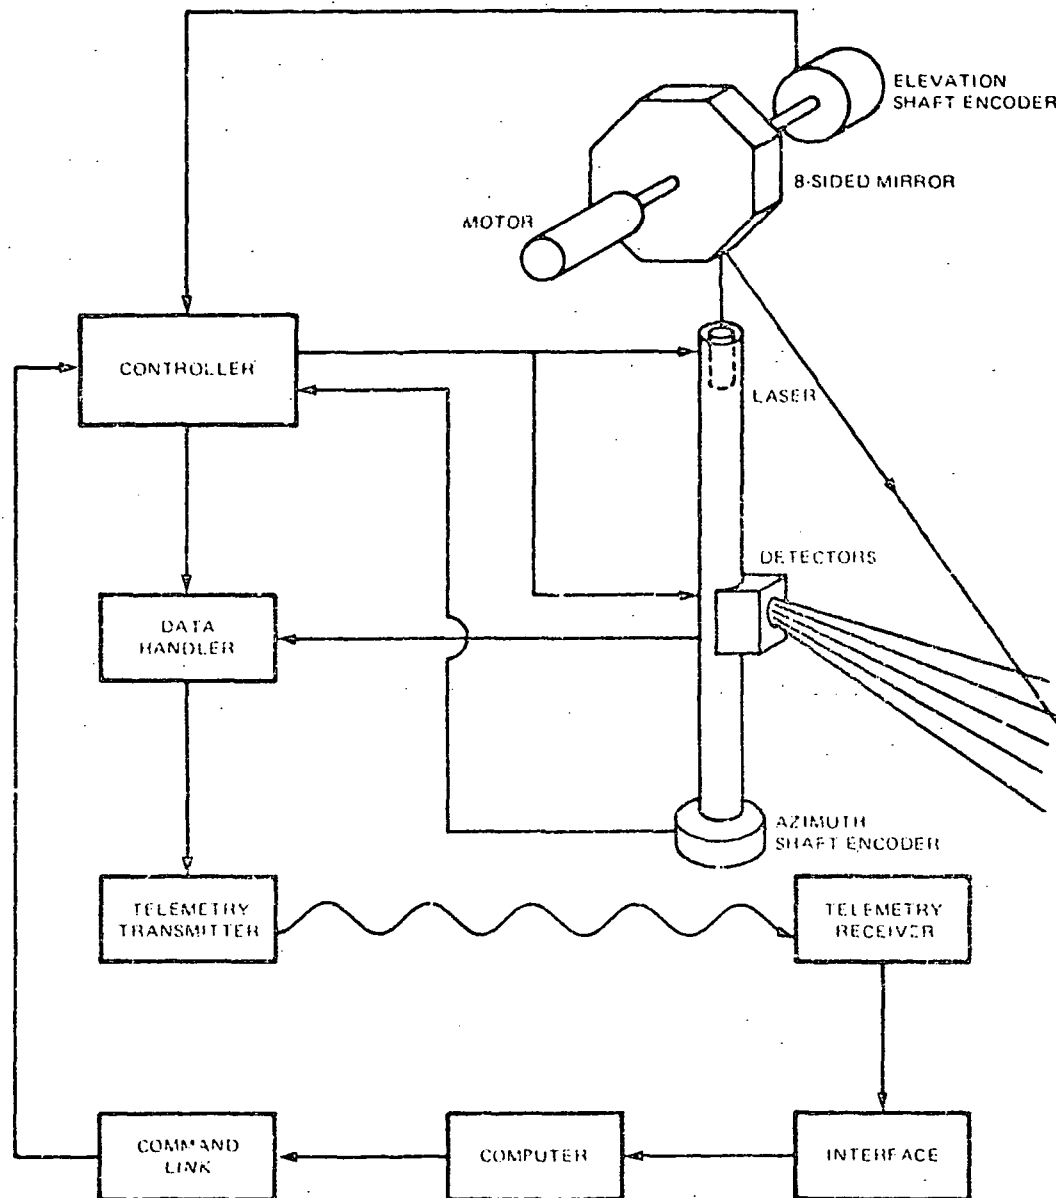 ELEVATION
SHAFT ENCODER
8-SIDED MIRROR
MOTOR
CONTROLLER
LASER
DETECTORS
DATA
HANDLER
AZIMUTH
SHAFT ENCODER
TELEMETRY
TRANSMITTER
TELEMETRY
RECEIVER
COMMAND
LINK
COMPUTER
INTERFACE